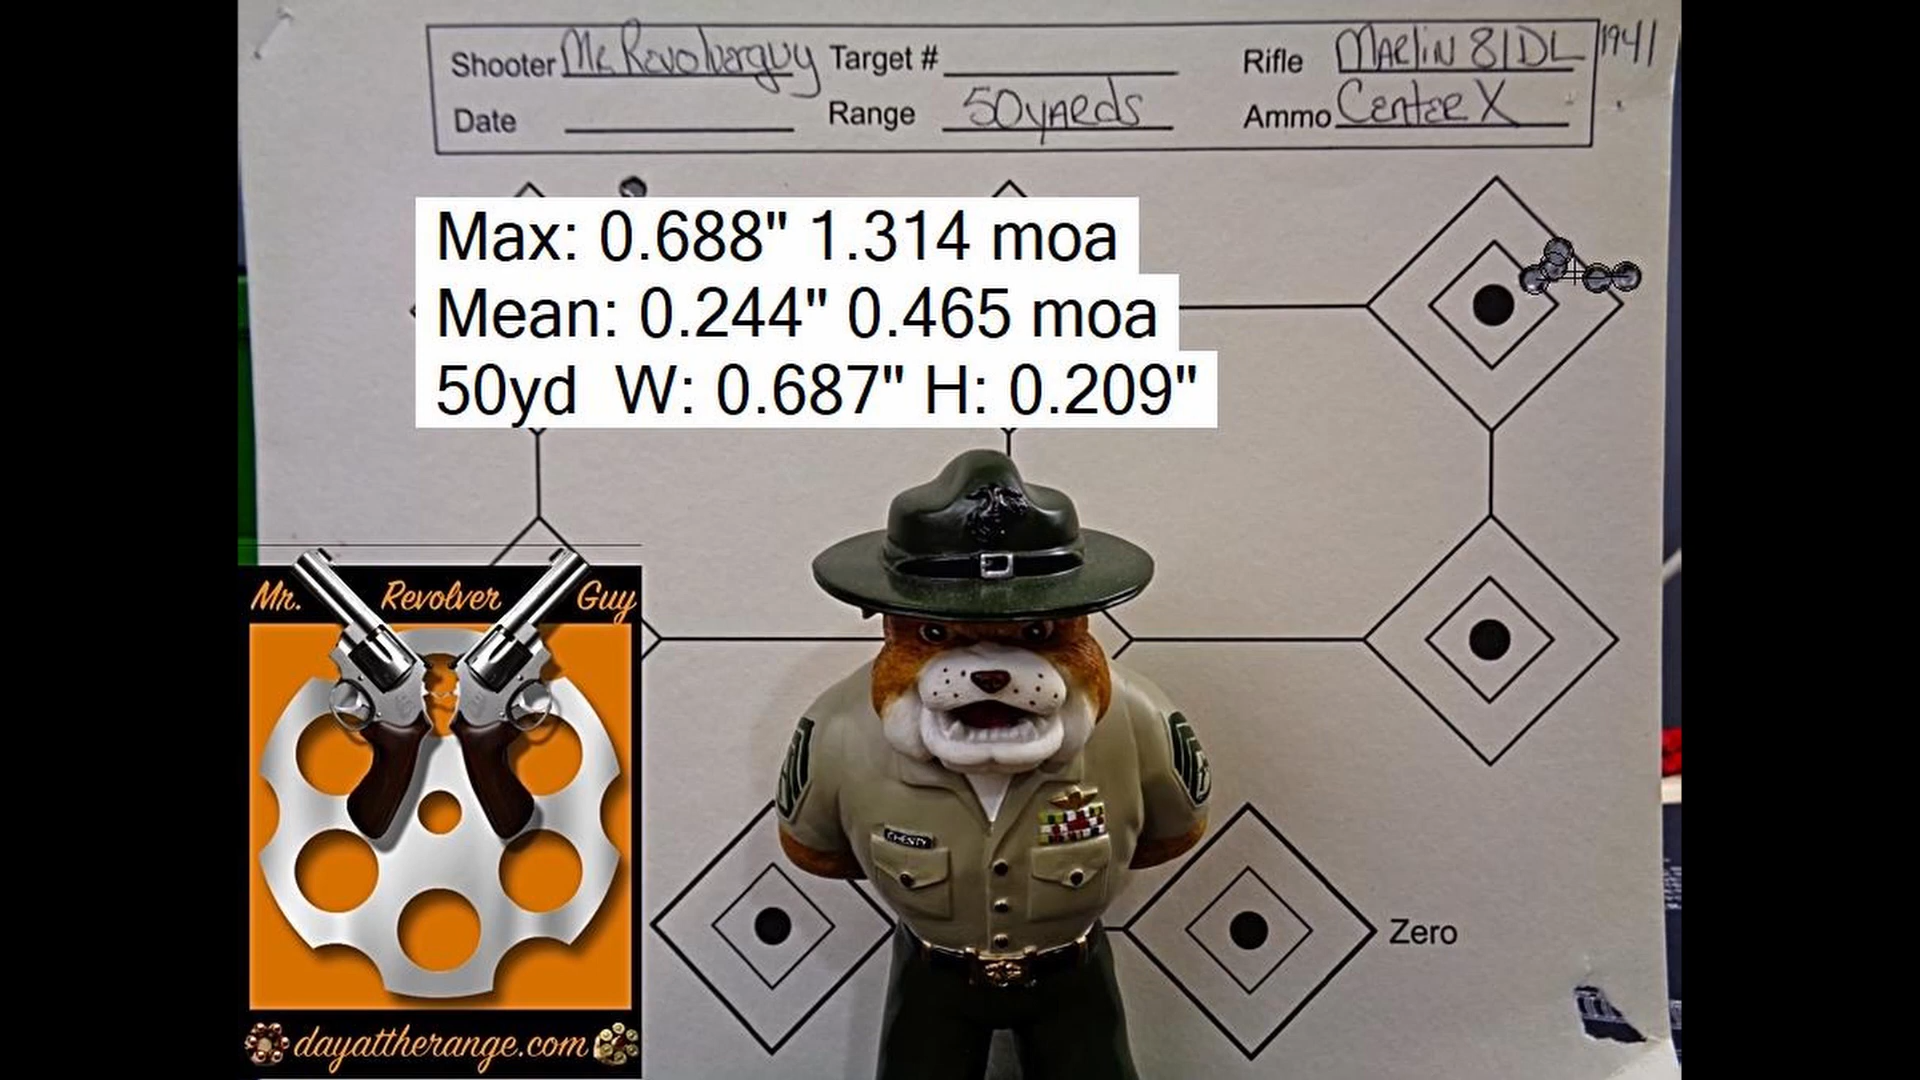 Shooter Mr Revolverguy Target # Rifle Marlin 81DL 1941
Date Range 50yards Ammo Center X
Max: 0.688" 1.314 moa
Mean: 0.244" 0.465 moa
50yd W: 0.687" H: 0.209"
Mr. Revolver Guy
CHESTY
Zero
dayattherange.com